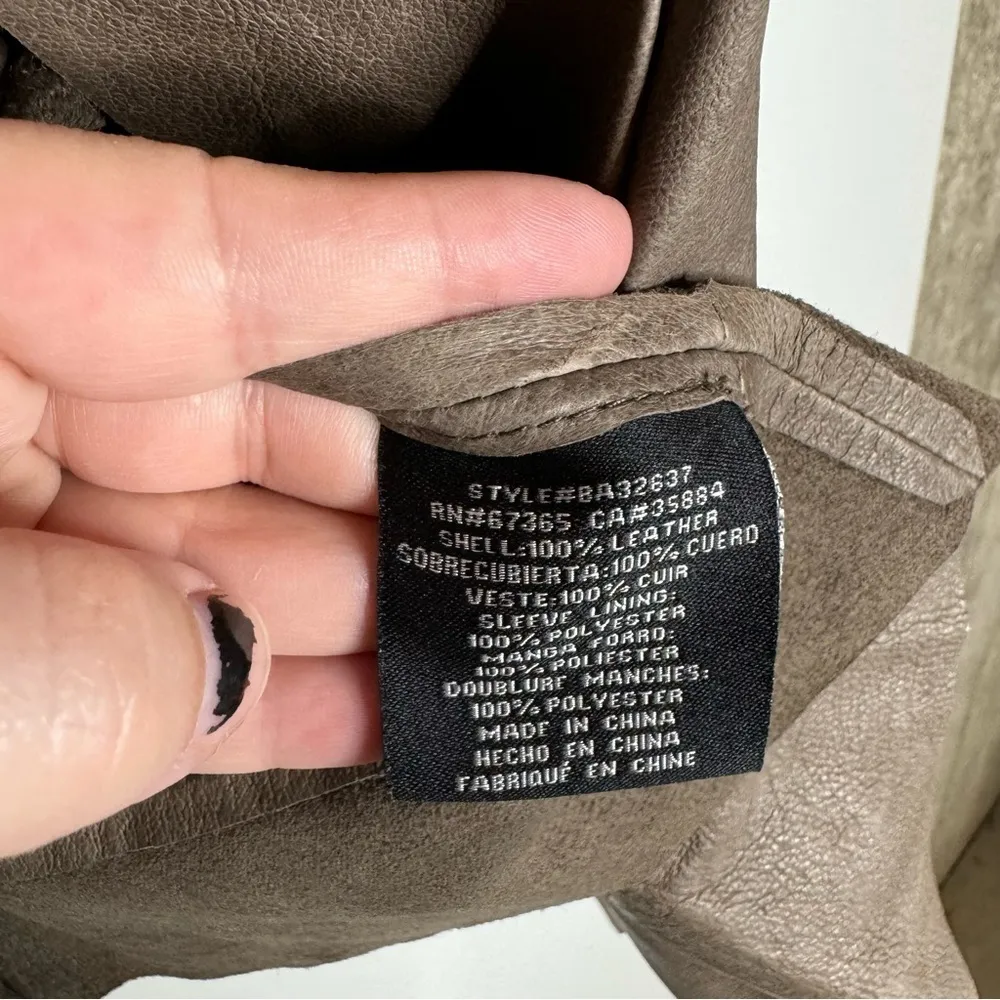 STYLE#BA32637
RN#67365 CA#35884
SHELL:100% LEATHER
SOBRECUBIERTA:100% CUERO
VESTE:100% CUIR
SLEEVE LINING:
100% POLYESTER
MANGA FORRO:
100% POLIESTER
DOUBLURE MANCHES:
100% POLYESTER
MADE IN CHINA
HECHO EN CHINA
FABRIQUÉ EN CHINE